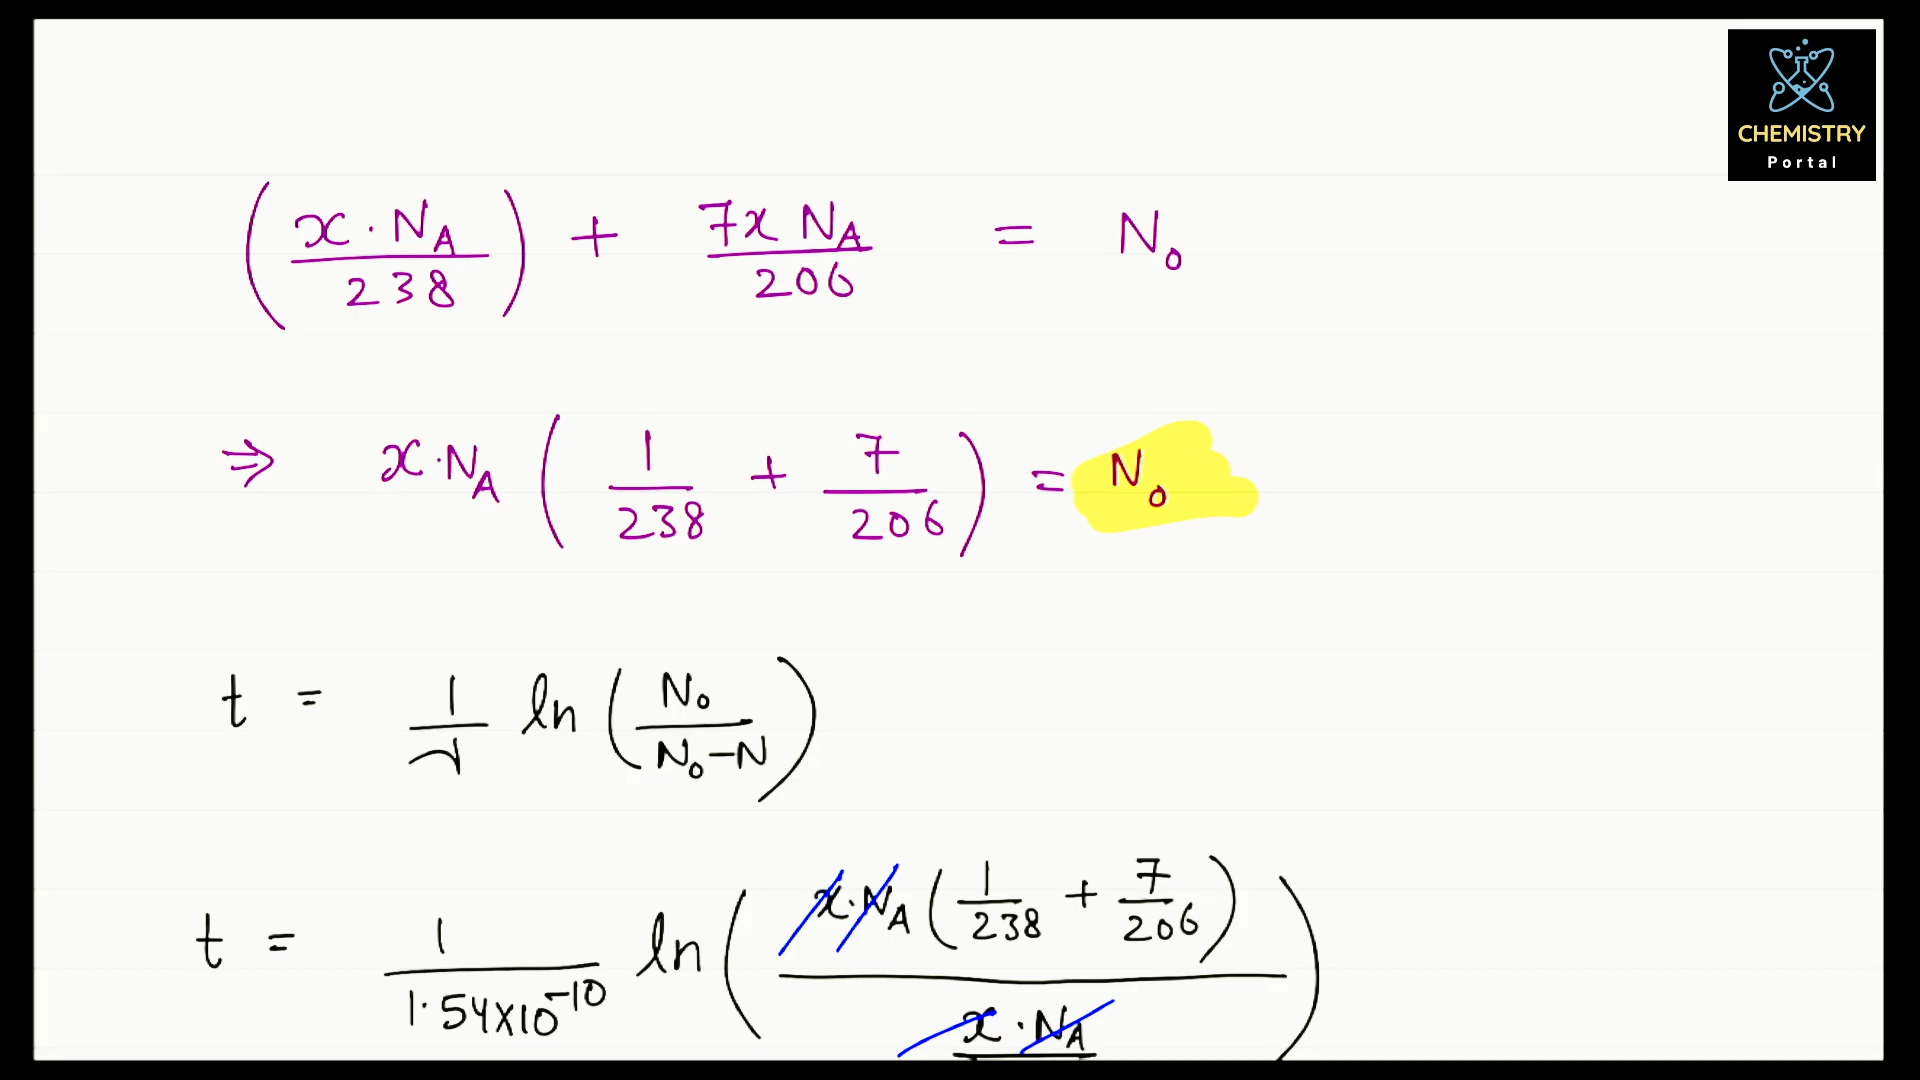 CHEMISTRY
Portal
(x·N_A/238) + 7x N_A/206 = N_0
⇒ x·N_A (1/238 + 7/206) = N_0
t = 1/λ ln (N_0/N_0-N)
t = 1/1.54×10^-10 ln (x·N_A (1/238 + 7/206)/x·N_A)